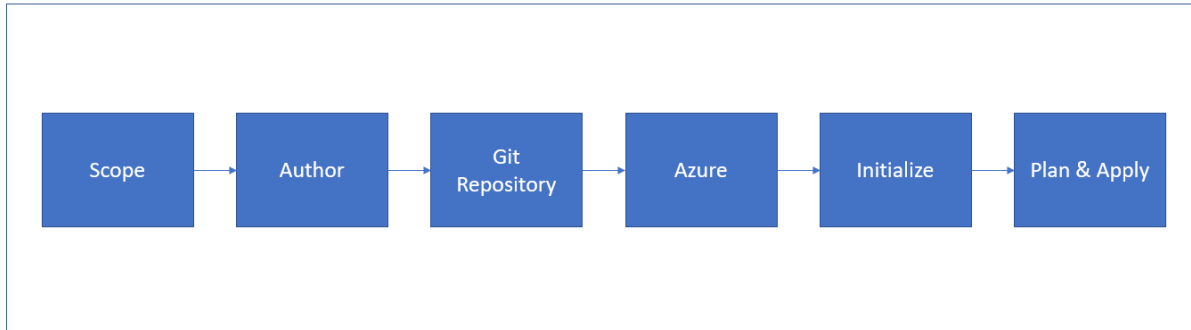 Scope
Author
Git
Repository
Azure
Initialize
Plan & Apply